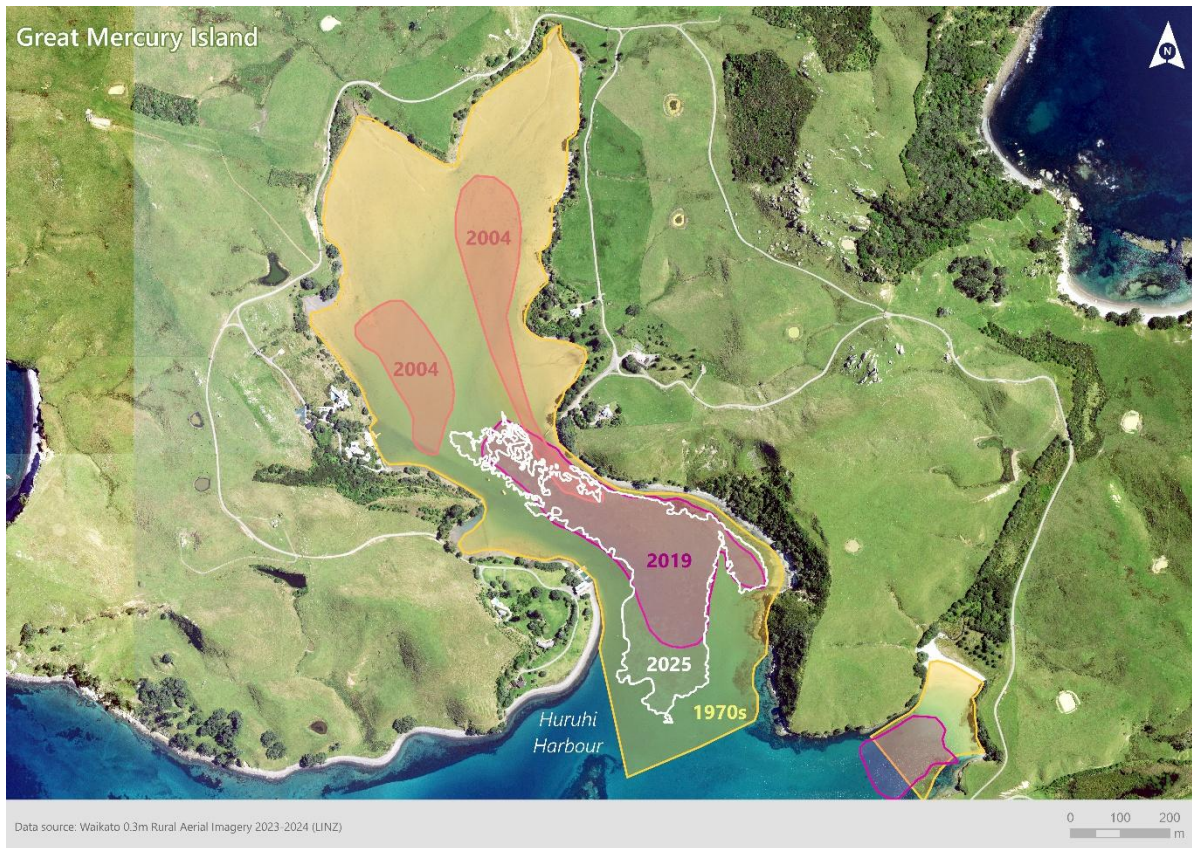 Great Mercury Island
N
2004
2004
2019
2025
1970s
Huruhi
Harbour
Data source: Waikato 0.3m Rural Aerial Imagery 2023-2024 (LINZ)
0 100 200
m